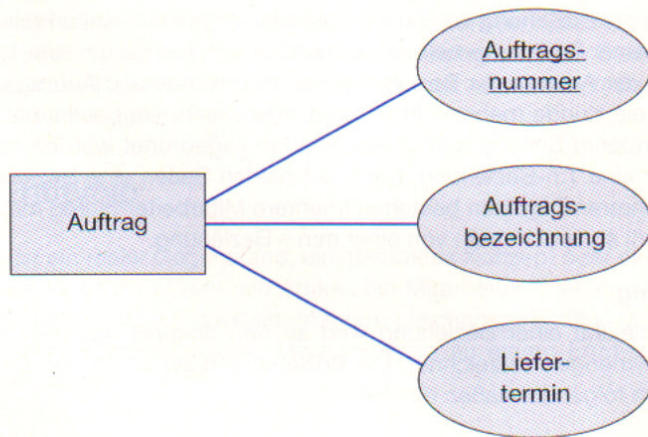 Auftrags-
nummer
Auftrag
Auftrags-
bezeichnung
Liefer-
termin